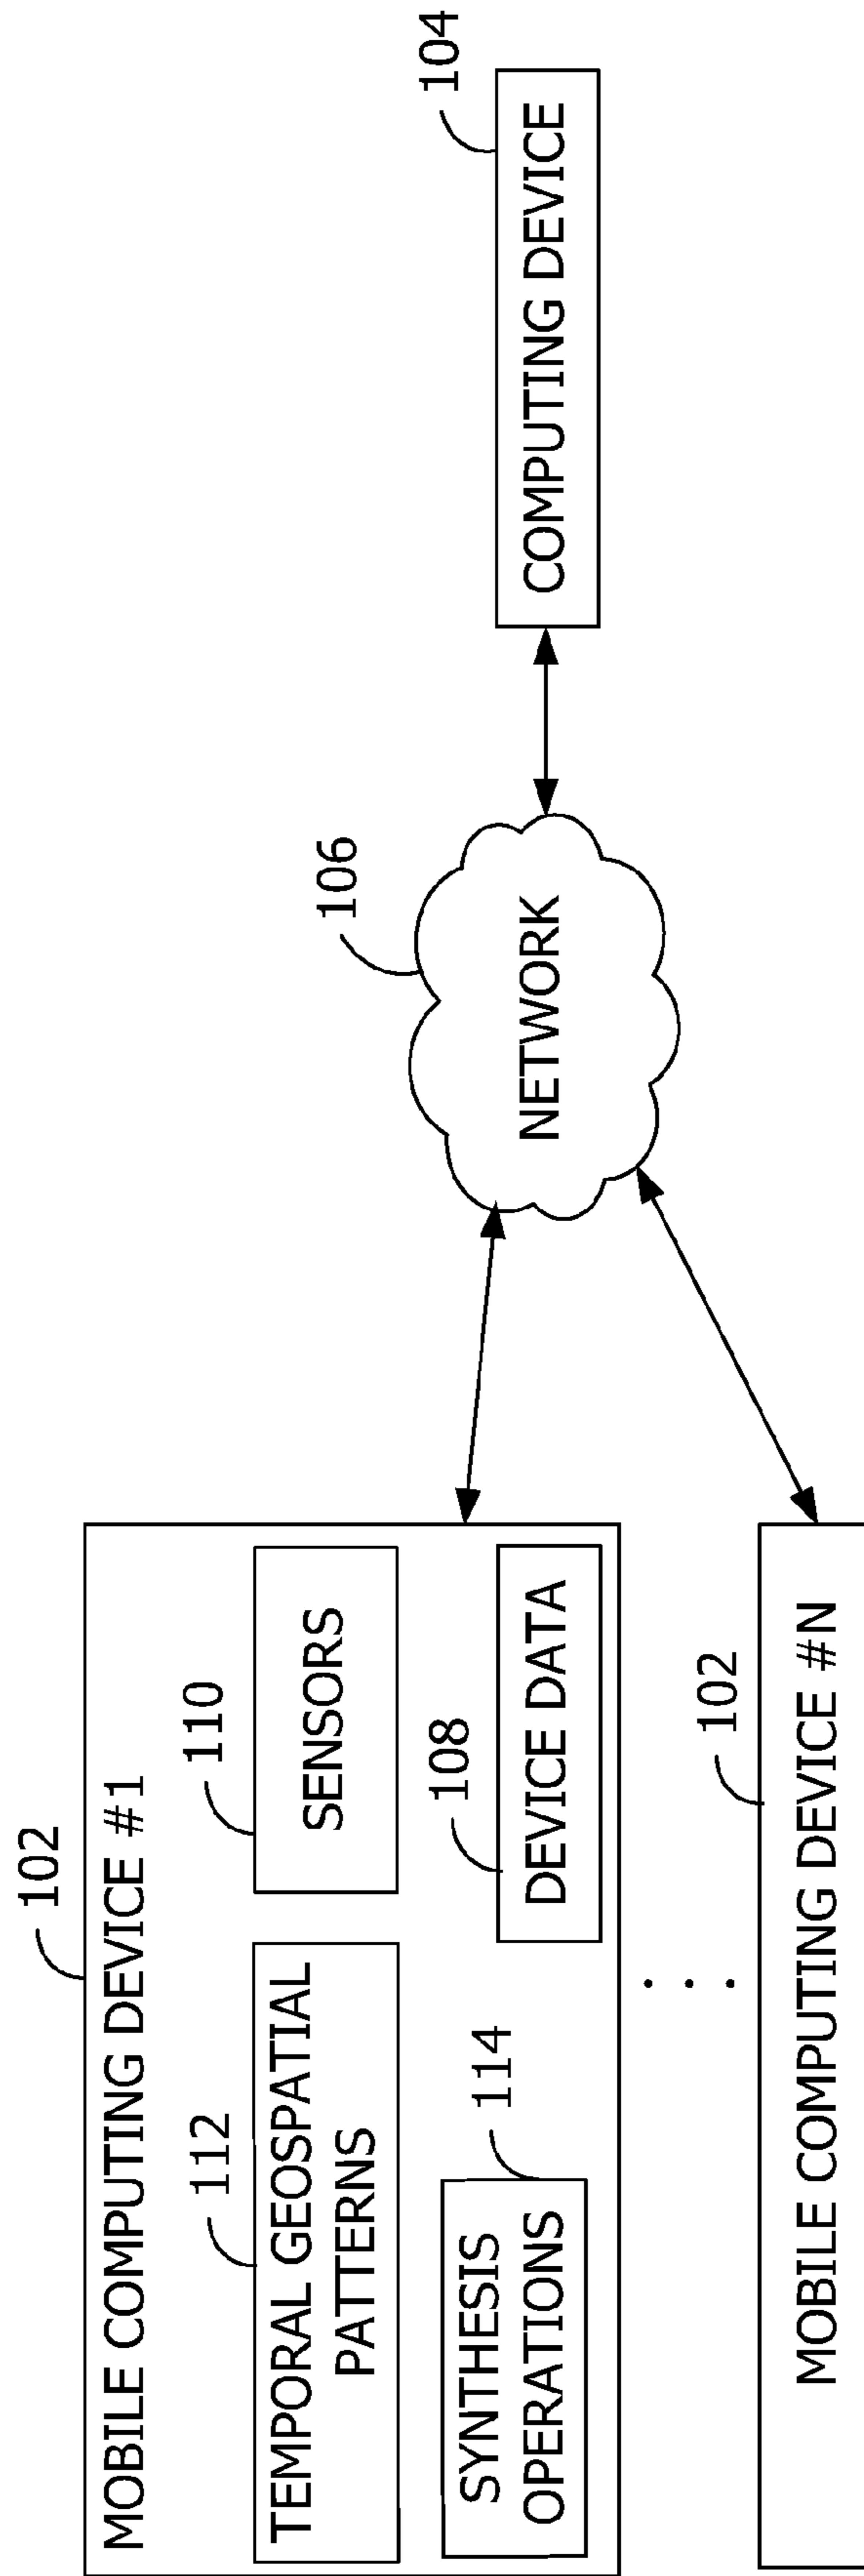 102
MOBILE COMPUTING DEVICE #1
112
TEMPORAL GEOSPATIAL
PATTERNS
110
SENSORS
114
SYNTHESIS
OPERATIONS
108
DEVICE DATA
. . .
102
MOBILE COMPUTING DEVICE #N
106
NETWORK
104
COMPUTING DEVICE